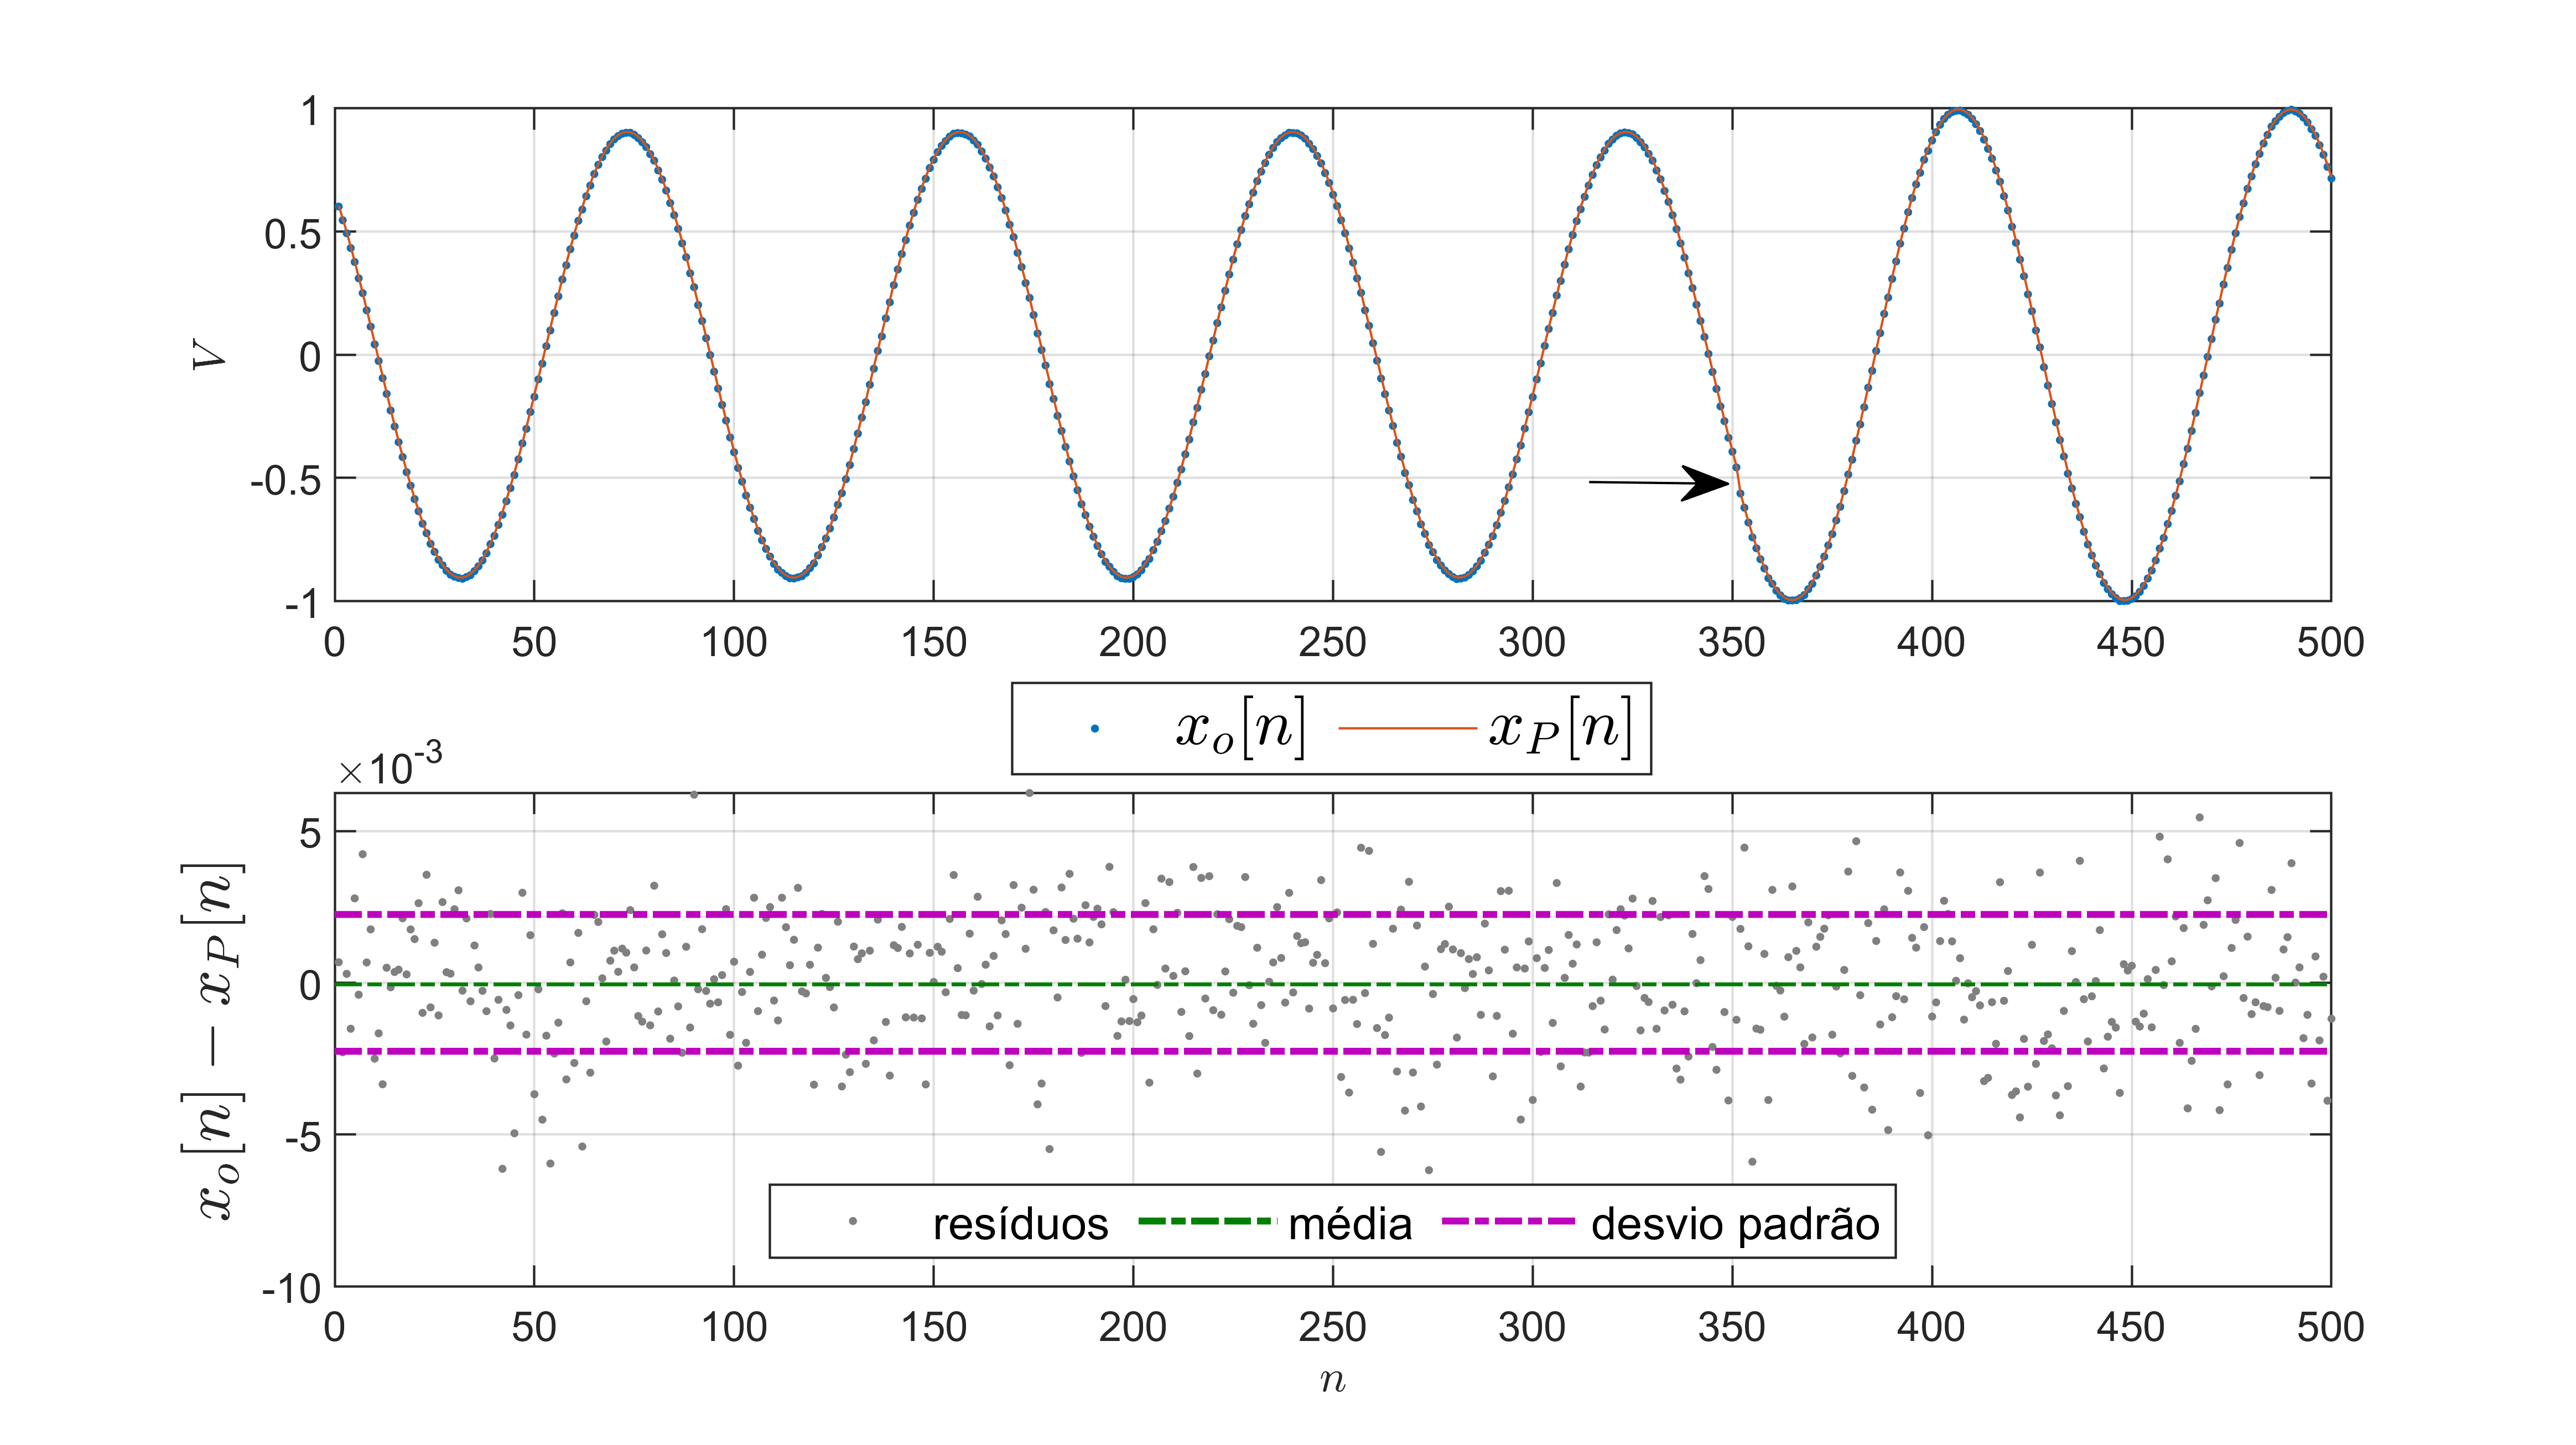 1
0.5
0
-0.5
-1
V
0 50 100 150 200 250 300 350 400 450 500
x_o[n] x_P[n]
×10^-3
5
0
-5
-10
x_o[n] − x_P[n]
resíduos média desvio padrão
0 50 100 150 200 250 300 350 400 450 500
n